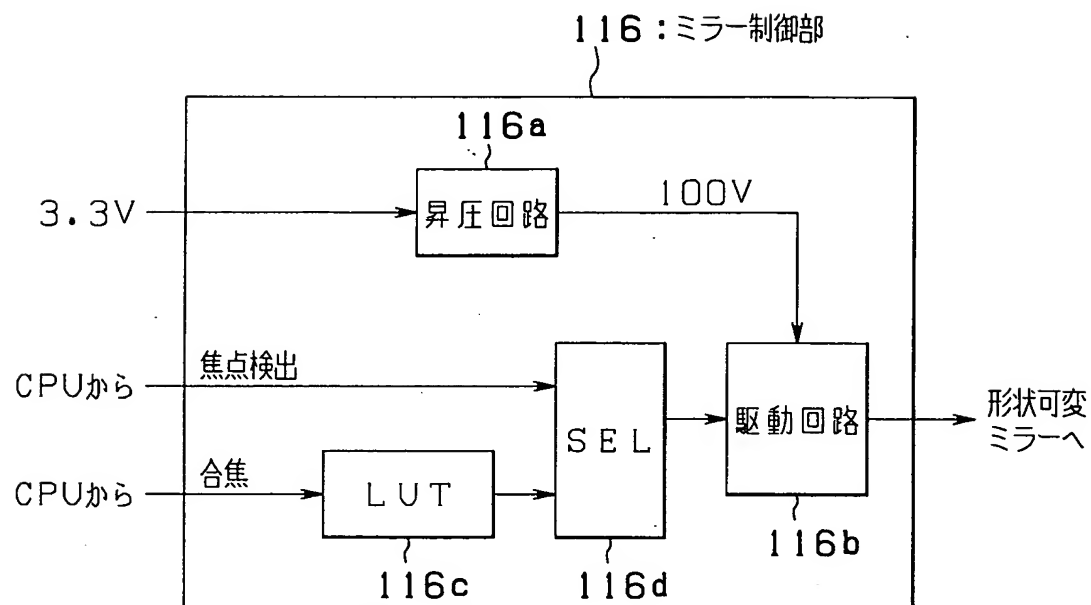 116：ミラー制御部
116a
3.3V
昇圧回路
100V
CPUから
焦点検出
SEL
駆動回路
形状可変
ミラーへ
CPUから
合焦
LUT
116c
116d
116b